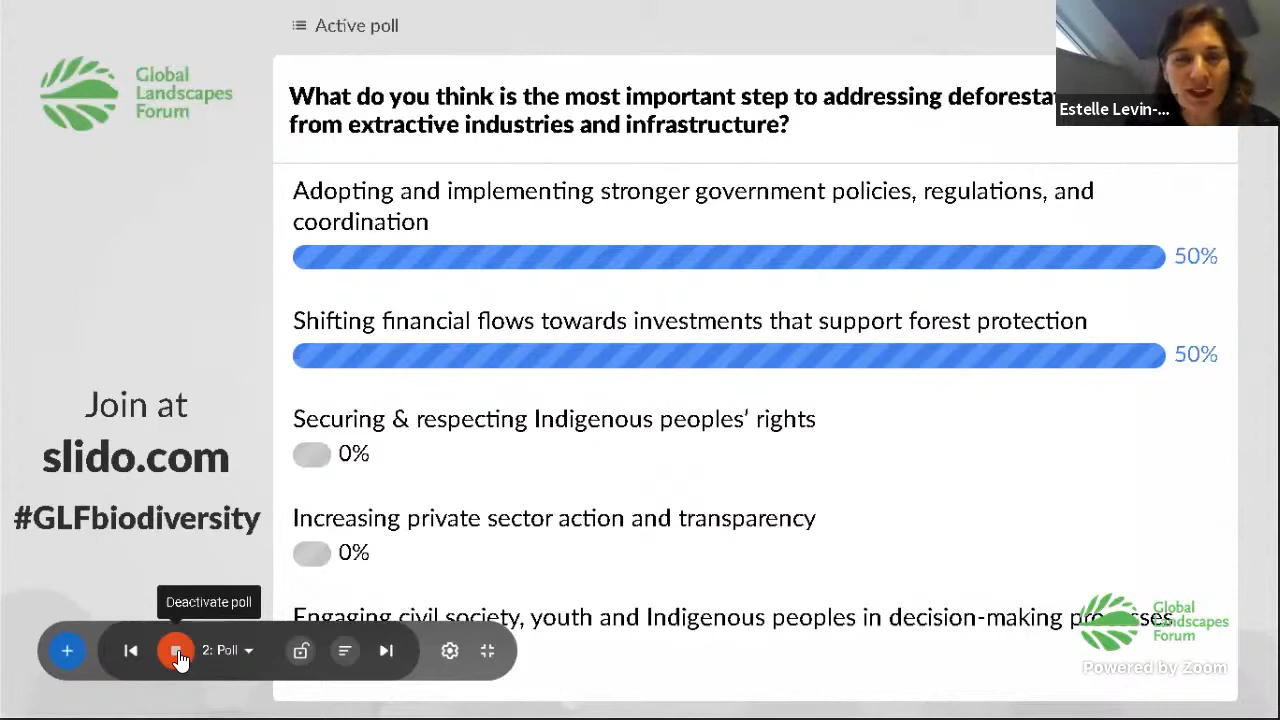 Active poll
Global
Landscapes
Forum
What do you think is the most important step to addressing
from extractive industries and infrastructure?
Estelle Levin-...
Adopting and implementing stronger government policies, regulations, and
coordination
50%
Shifting financial flows towards investments that support forest protection
50%
Join at
slido.com
#GLFbiodiversity
Securing & respecting Indigenous peoples' rights
0%
Increasing private sector action and transparency
0%
Deactivate poll
Engaging civil society, youth and Indigenous peoples in decision-making processes
2: Poll
Global
Landscapes
Forum
Powered by Zoom